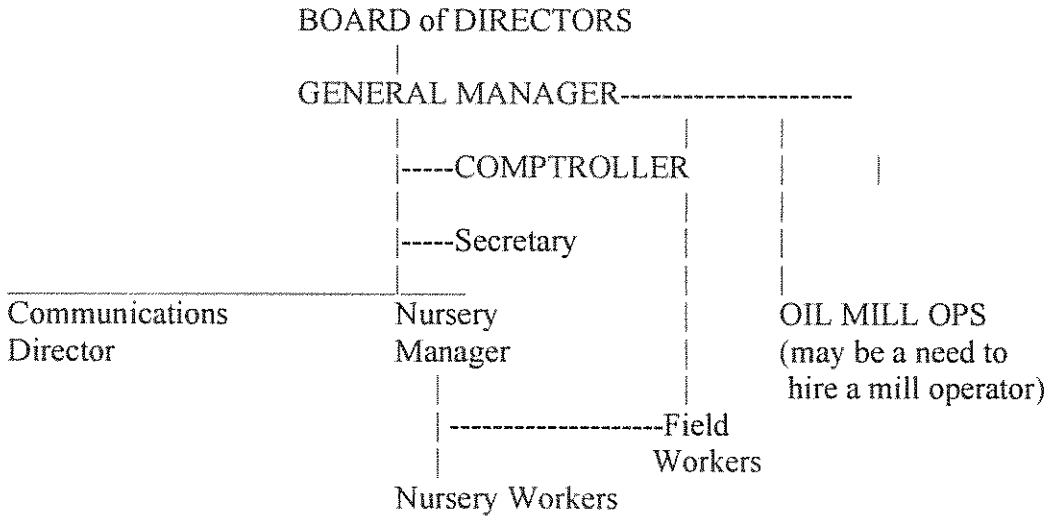 BOARD of DIRECTORS
GENERAL MANAGER-----------------------
-----COMPTROLLER
-----Secretary
Communications Director
Nursery Manager
OIL MILL OPS
(may be a need to
hire a mill operator)
---------------------Field
Workers
Nursery Workers